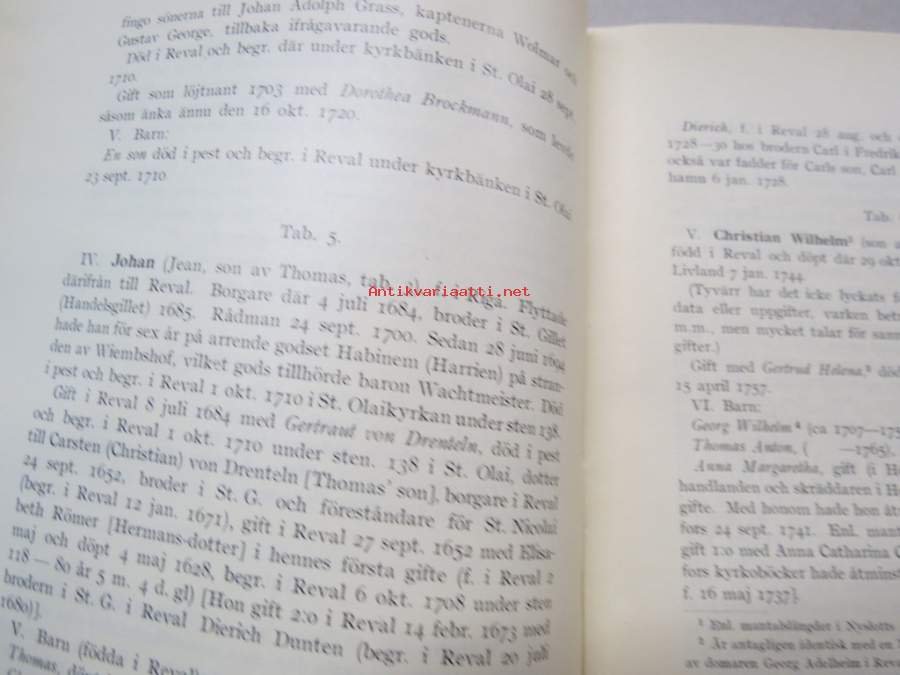 fingo sönerna till Johan Adolph Grass, kaptenerna Wolmar och
Gustav George, tillbaka ifrågavarande gods.
Död i Reval och begr. där under kyrkbänken i St. Olai 28 sept.
1710.
Gift som löjtnant 1703 med Dorothea Brockmann, som levde
såsom änka ännu den 16 okt. 1720.
V. Barn:
En son död i pest och begr. i Reval under kyrkbänken i St. Olai
23 sept. 1710
Tab. 5.
IV. Johan (Jean, son av Thomas, tab. f. i Riga. Flyttade
därifrån till Reval. Borgare där 4 juli 1684, broder i St. Gillet
(Handelsgillet) 1685. Rådman 24 sept. 1700. Sedan 28 juni 1694
hade han för sex år på arrende godset Habinem (Harrien) på stran-
den av Wiembshof, vilket gods tillhörde baron Wachtmeister. Död
i pest och begr. i Reval 1 okt. 1710 i St. Olaikyrkan under sten 138.
Gift i Reval 8 juli 1684 med Gertraut von Drenteln, död i pest
och begr. i Reval 1 okt. 1710 under sten. 138 i St. Olai, dotter
till Carsten (Christian) von Drenteln [Thomas' son], borgare i Reval
24 sept. 1652, broder i St. G. och föreståndare för St. Nicolai
(begr. i Reval 12 jan. 1671), gift i Reval 27 sept. 1652 med Elisa-
beth Römer [Hermans-dotter] i hennes första gifte (f. i Reval 2
maj och döpt 4 maj 1628, begr. i Reval 6 okt. 1708 under sten
118 — 80 år 5 m. 4 d. gl) [Hon gift 2:0 i Reval 14 febr. 1673 med
brodern i St. G. i Reval Dierich Dunten (begr. i Reval 20 juli
1680)].
V. Barn (födda i Reval)
Thomas, döpt
Antikvariaatti.net
Dierich, f. i Reval 28 aug. och
1728—30 hos brodern Carl i Fredrik
också var fadder för Carls son, Carl
hamn 6 jan. 1728.
Tab.
V. Christian Wilhelm² (son a
född i Reval och döpt där 29 okt
Livland 7 jan. 1744.
(Tyvärr har det icke lyckats f
data eller uppgifter, varken betr
m.m., men mycket talar för sam
gifter.)
Gift med Gertrud Helena,³ död
15 april 1757.
VI. Barn:
Georg Wilhelm⁴ (ca 1707—175
Thomas Anton, ( —1765).
Anna Margaretha, gift (i H
handlanden och skräddaren i H
gifte. Med honom hade hon åt
fors 24 sept. 1741. Enl. mantal
gift 1:0 med Anna Catharina C
fors kyrkoböcker hade åtmins
f. 16 maj 1737].
¹ Enl. mantalslängder i Nyslotts
² Är antagligen identisk med en
av domaren Georg Adelheim i Reva